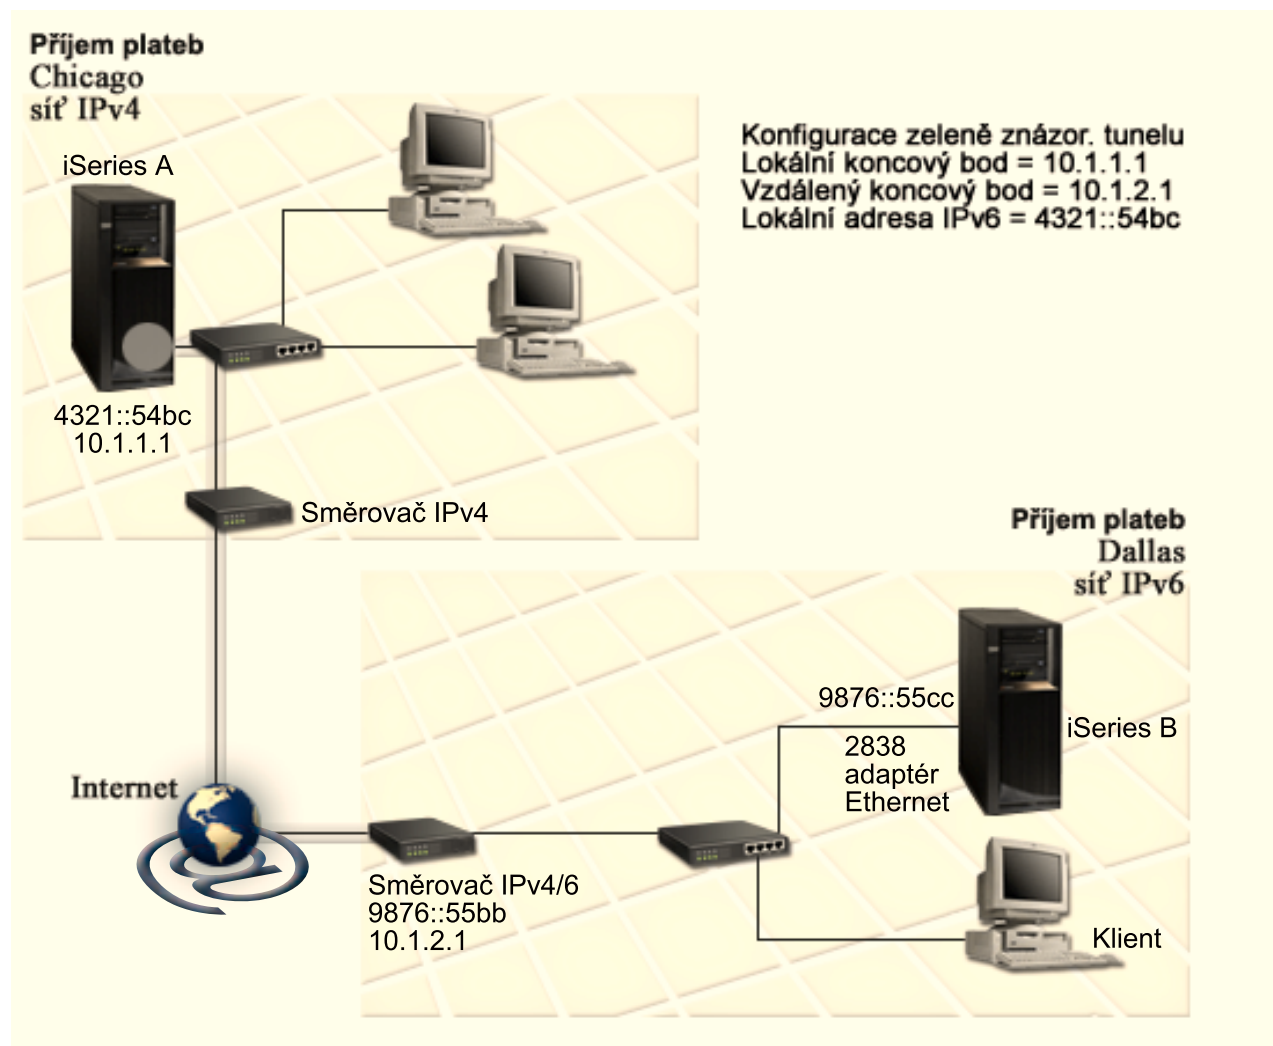 Příjem plateb
Chicago
síť IPv4
iSeries A
4321::54bc
10.1.1.1
Směrovač IPv4
Konfigurace zeleně znázor. tunelu
Lokální koncový bod = 10.1.1.1
Vzdálený koncový bod = 10.1.2.1
Lokální adresa IPv6 = 4321::54bc
Příjem plateb
Dallas
síť IPv6
9876::55cc
iSeries B
2838
adaptér
Ethernet
Internet
Směrovač IPv4/6
9876::55bb
10.1.2.1
Klient